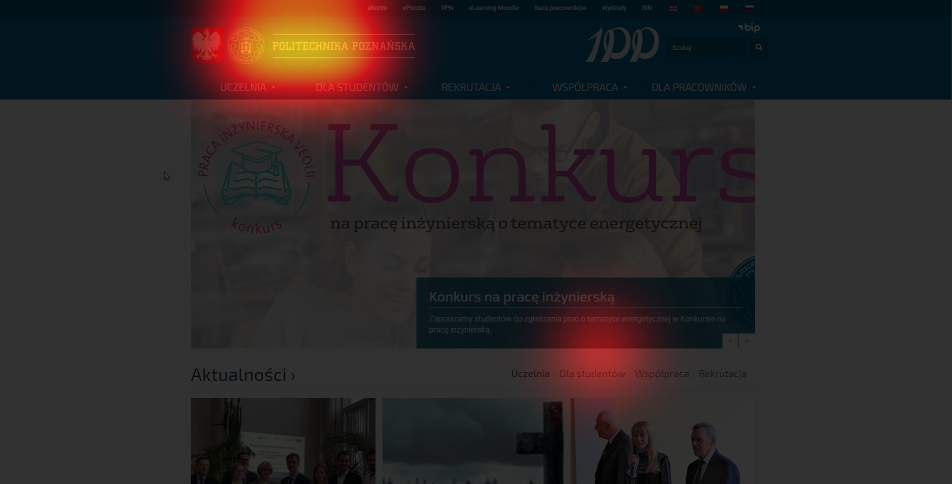 eKonto ePoczta VPN eLearning Moodle Baza pracowników Wydziały SIN
bip
POLITECHNIKA POZNAŃSKA
100
Szukaj
UCZELNIA DLA STUDENTÓW REKRUTACJA WSPÓŁPRACA DLA PRACOWNIKÓW
PRACA INŻYNIERSKA VEOLII
konkurs
Konkurs
na pracę inżynierską o tematyce energetycznej
Konkurs na pracę inżynierską
Zapraszamy studentów do zgłaszania prac o tematyce energetycznej w Konkursie na
pracę inżynierską.
Aktualności ›
Uczelnia | Dla studentów | Współpraca | Rekrutacja